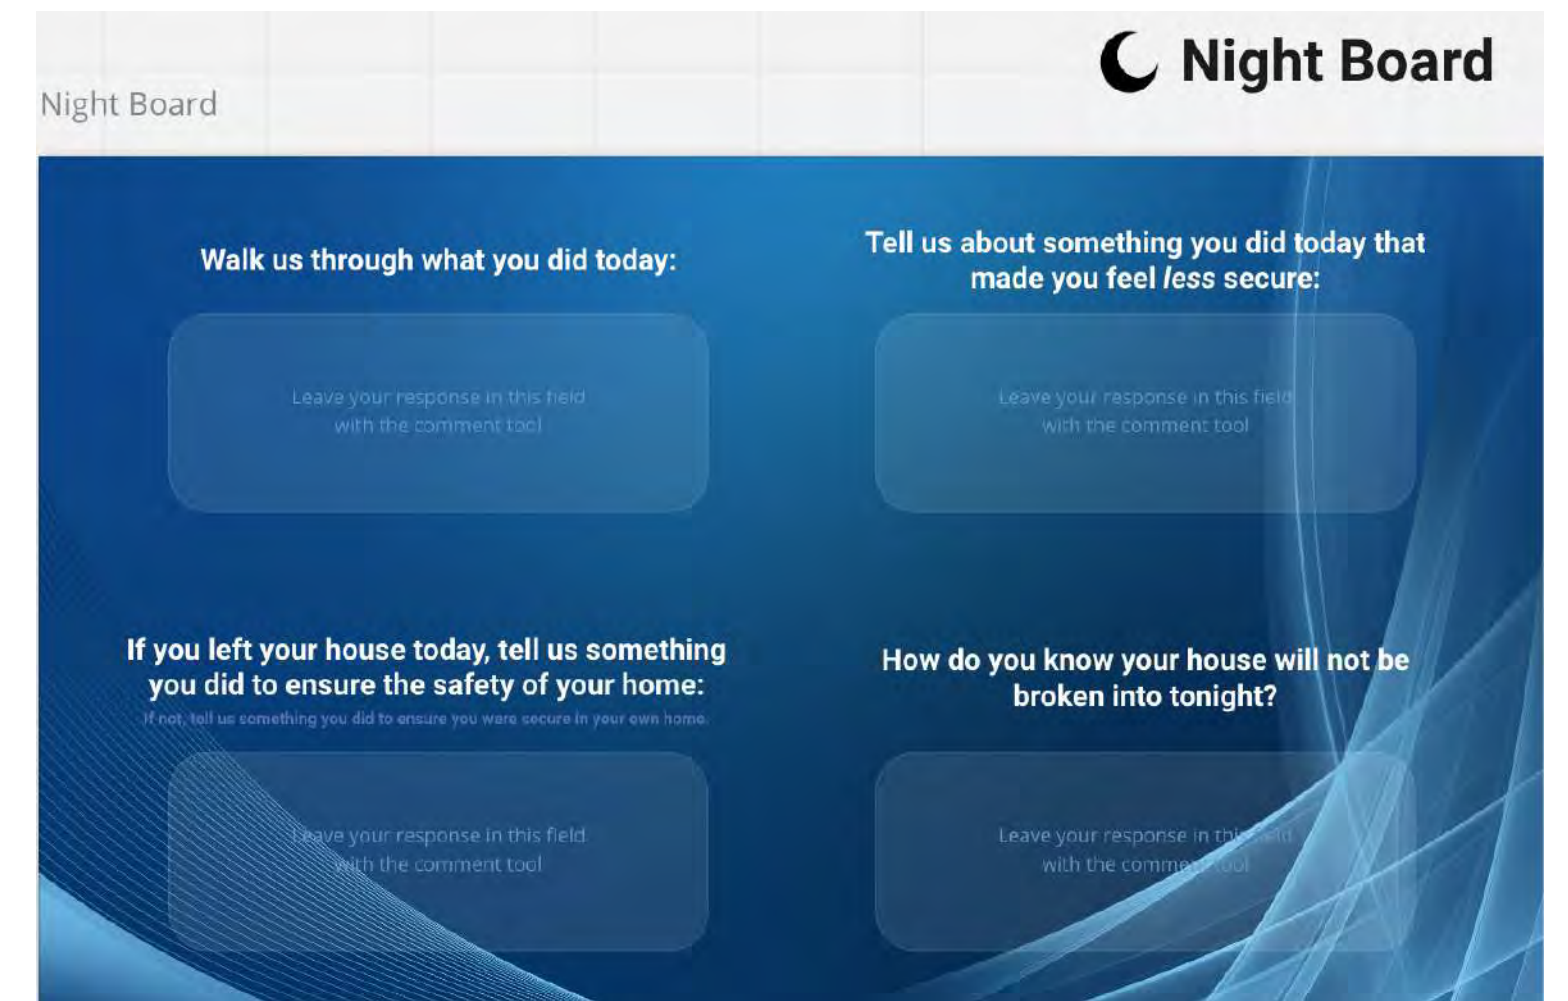 Night Board
Night Board
Walk us through what you did today:
Leave your response in this field
with the comment tool
Tell us about something you did today that
made you feel less secure:
Leave your response in this field
with the comment tool
If you left your house today, tell us something
you did to ensure the safety of your home:
If not, tell us something you did to ensure you were secure in your own home.
Leave your response in this field
with the comment tool
How do you know your house will not be
broken into tonight?
Leave your response in this field
with the comment tool